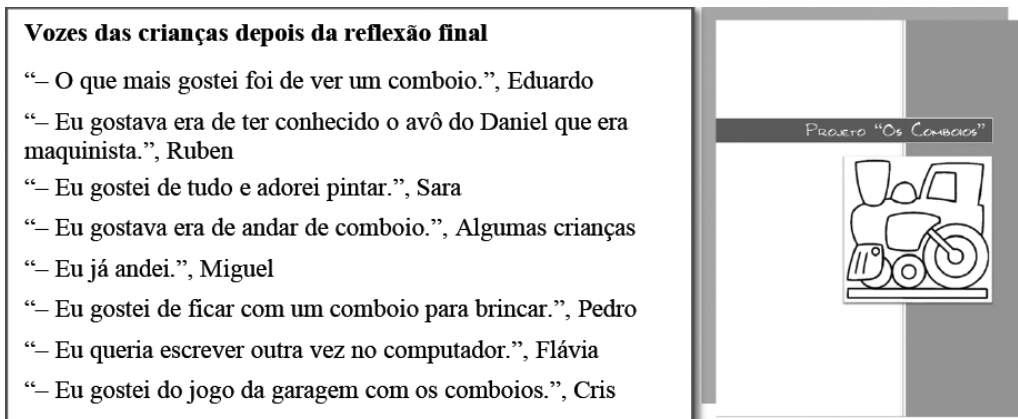 Vozes das crianças depois da reflexão final
“– O que mais gostei foi de ver um comboio.”, Eduardo
“– Eu gostava era de ter conhecido o avô do Daniel que era
maquinista.”, Ruben
“– Eu gostei de tudo e adorei pintar.”, Sara
“– Eu gostava era de andar de comboio.”, Algumas crianças
“– Eu já andei.”, Miguel
“– Eu gostei de ficar com um comboio para brincar.”, Pedro
“– Eu queria escrever outra vez no computador.”, Flávia
“– Eu gostei do jogo da garagem com os comboios.”, Cris
Projeto “Os Comboios”